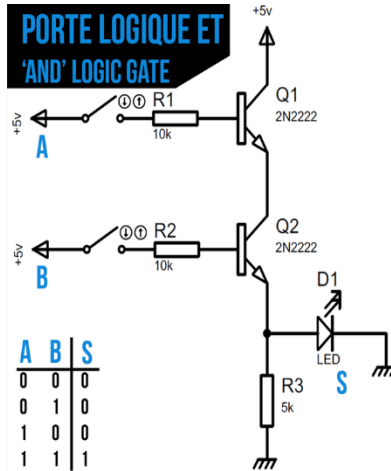 PORTE LOGIQUE ET
'AND' LOGIC GATE
+5v
R1
10k
+5v
A
Q1
2N2222
R2
10k
+5v
B
Q2
2N2222
D1
LED
S
R3
5k
A B S
0 0 0
0 1 0
1 0 0
1 1 1